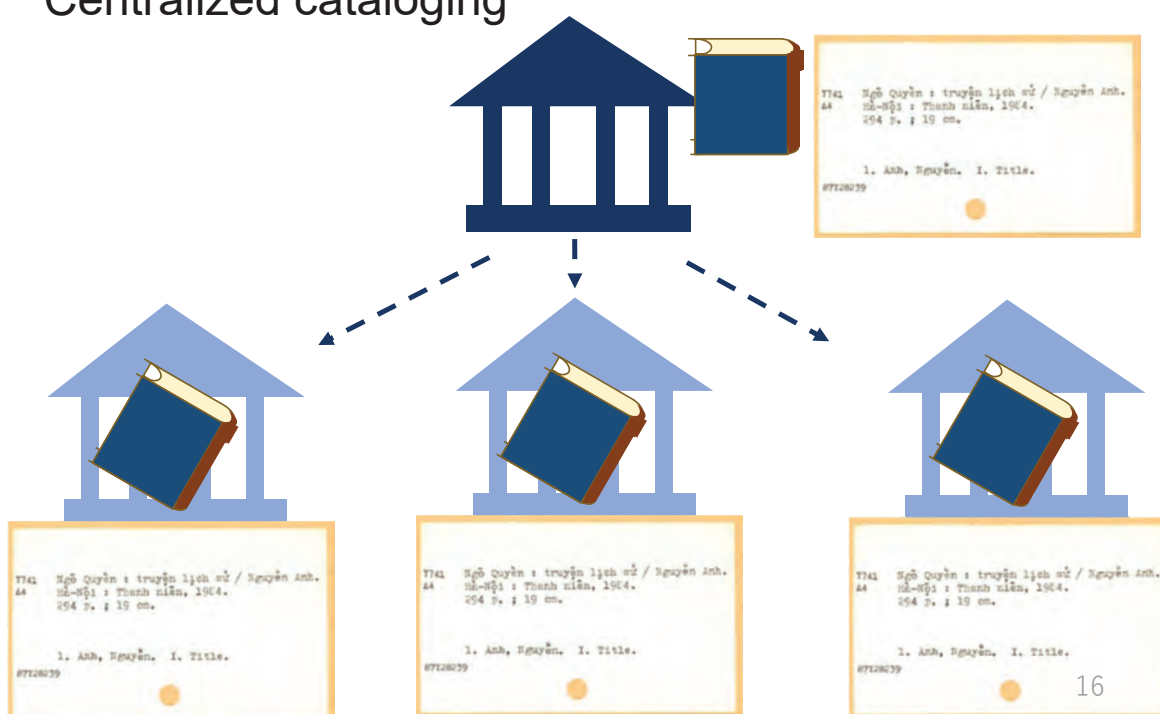 Centralized cataloging
Y741 Ngô Quyền : truyện lịch sử / Nguyễn Anh.
A4 Hà-Nội : Thanh niên, 1984.
294 p. ; 19 cm.
1. Anh, Nguyễn. I. Title.
87128239
Y741 Ngô Quyền : truyện lịch sử / Nguyễn Anh.
A4 Hà-Nội : Thanh niên, 1984.
294 p. ; 19 cm.
1. Anh, Nguyễn. I. Title.
87128239
Y741 Ngô Quyền : truyện lịch sử / Nguyễn Anh.
A4 Hà-Nội : Thanh niên, 1984.
294 p. ; 19 cm.
1. Anh, Nguyễn. I. Title.
87128239
Y741 Ngô Quyền : truyện lịch sử / Nguyễn Anh.
A4 Hà-Nội : Thanh niên, 1984.
294 p. ; 19 cm.
1. Anh, Nguyễn. I. Title.
87128239
16